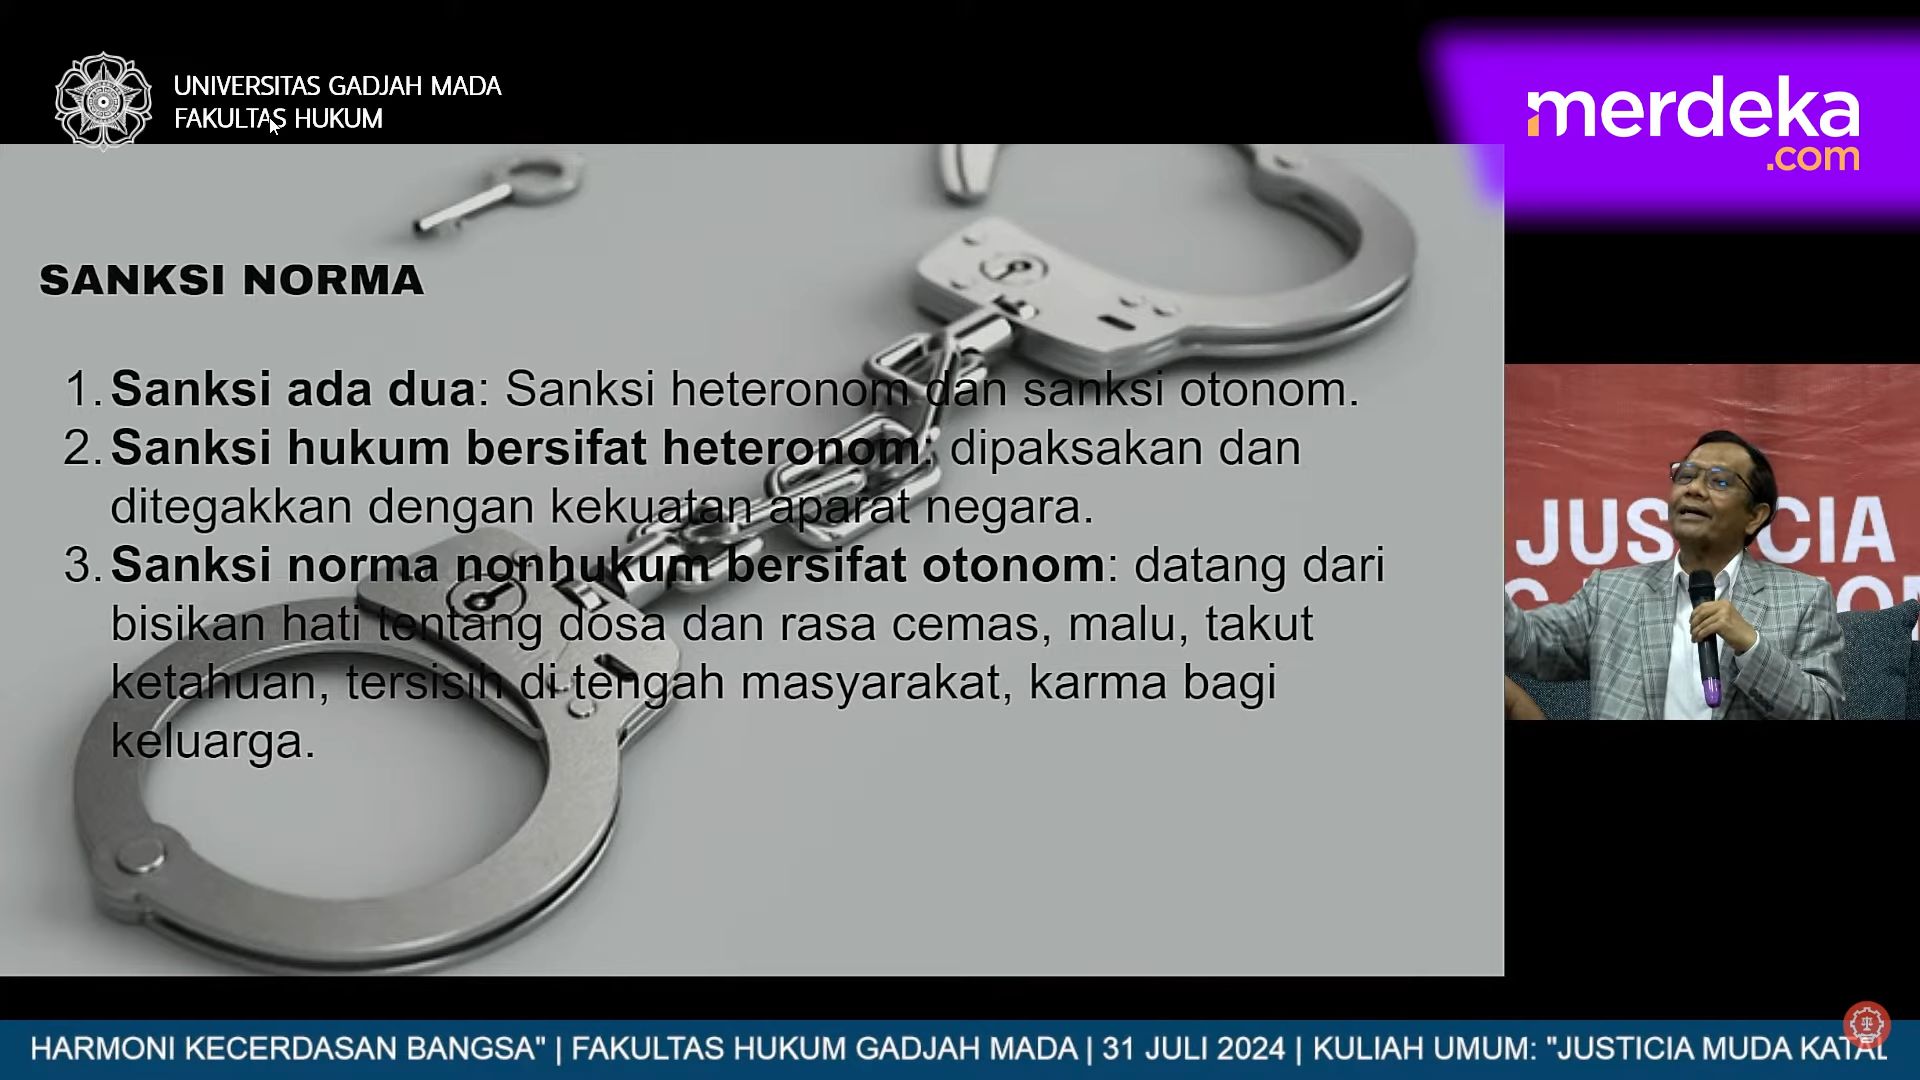 UNIVERSITAS GADJAH MADA
FAKULTAS HUKUM
merdeka
.com
SANKSI NORMA
1. Sanksi ada dua: Sanksi heteronom dan sanksi otonom.
2. Sanksi hukum bersifat heteronom: dipaksakan dan
ditegakkan dengan kekuatan aparat negara.
3. Sanksi norma nonhukum bersifat otonom: datang dari
bisikan hati tentang dosa dan rasa cemas, malu, takut
ketahuan, tersisih di tengah masyarakat, karma bagi
keluarga.
JUS CIA
HARMONI KECERDASAN BANGSA" | FAKULTAS HUKUM GADJAH MADA | 31 JULI 2024 | KULIAH UMUM: "JUSTICIA MUDA KATAL